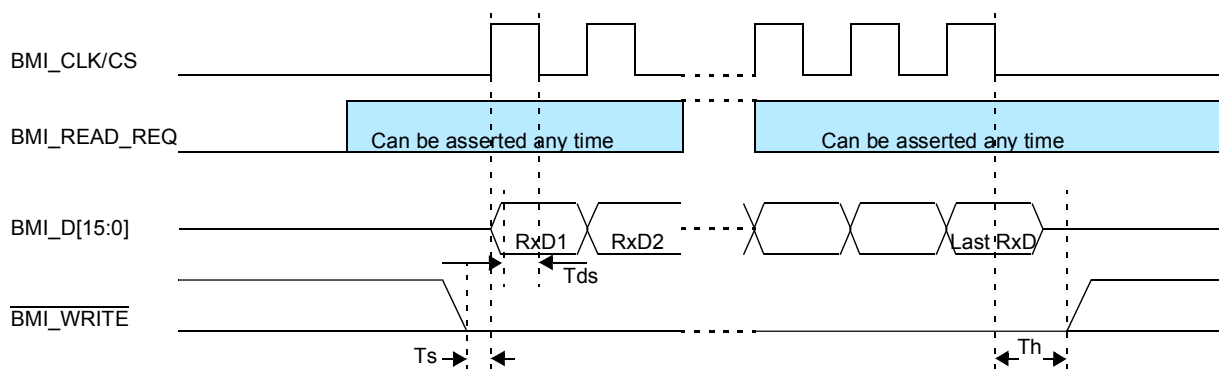 BMI_CLK/CS
BMI_READ_REQ
Can be asserted any time
Can be asserted any time
BMI_D[15:0]
RxD1
RxD2
Last RxD
Tds
BMI_WRITE
Ts
Th